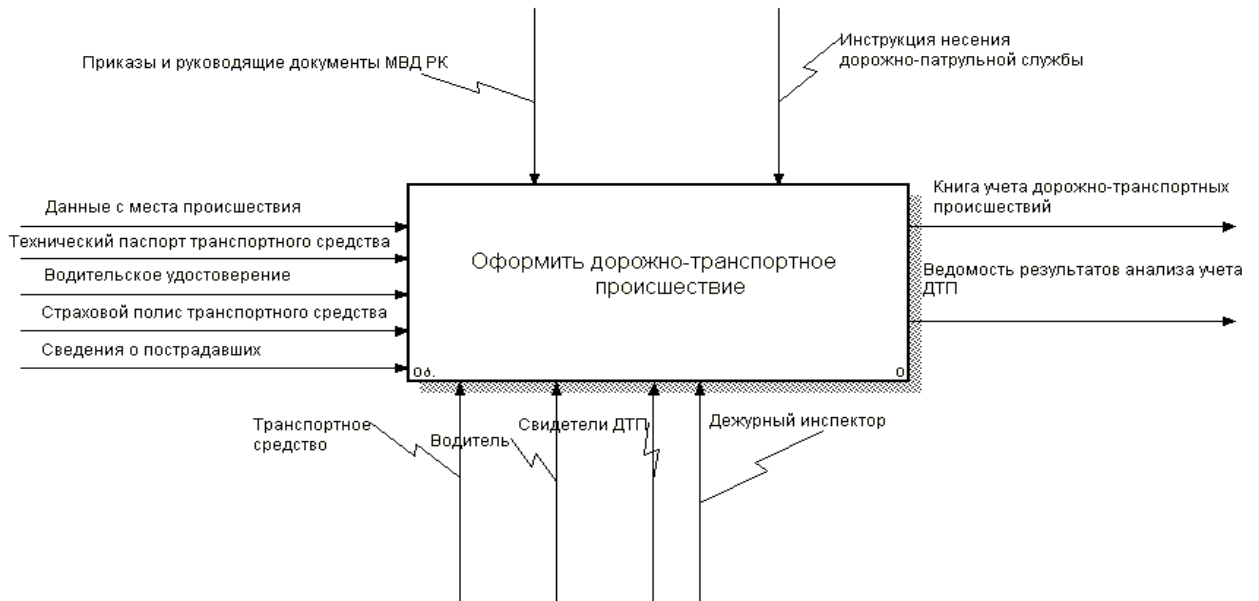 Приказы и руководящие документы МВД РК
Инструкция несения
дорожно-патрульной службы
Данные с места происшествия
Технический паспорт транспортного средства
Водительское удостоверение
Страховой полис транспортного средства
Сведения о пострадавших
Оформить дорожно-транспортное
происшествие
0б.
0
Книга учета дорожно-транспортных
происшествий
Ведомость результатов анализа учета
ДТП
Транспортное
средство
Водитель
Свидетели ДТП
Дежурный инспектор